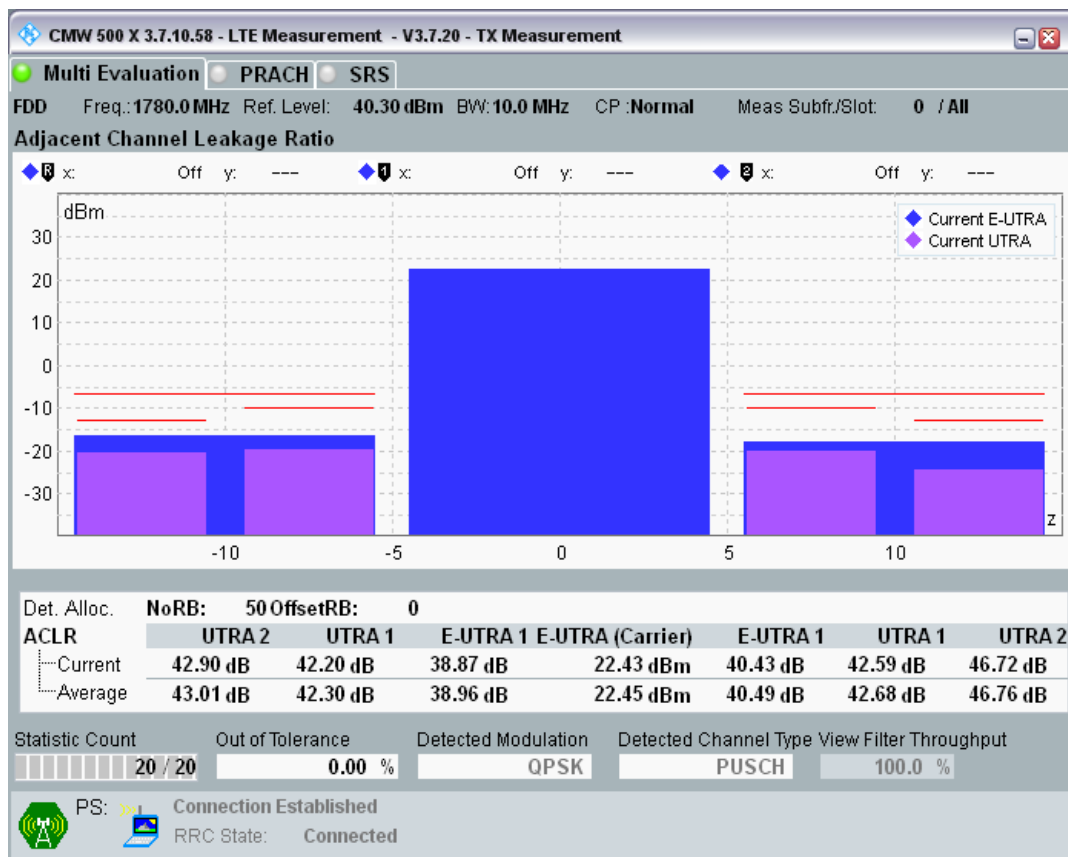 CMW 500 X 3.7.10.58 - LTE Measurement - V3.7.20 - TX Measurement
Multi Evaluation PRACH SRS
FDD Freq.:1780.0 MHz Ref. Level: 40.30 dBm BW:10.0 MHz CP :Normal Meas Subfr./Slot: 0 / All
Adjacent Channel Leakage Ratio
R x: Off y: --- 1 x: Off y: --- 2 x: Off y: ---
dBm
Current E-UTRA
Current UTRA
30
20
10
0
-10
-20
-30
z
-10 -5 0 5 10
Det. Alloc. NoRB: 50 OffsetRB: 0
ACLR UTRA 2 UTRA 1 E-UTRA 1 E-UTRA (Carrier) E-UTRA 1 UTRA 1 UTRA 2
Current 42.90 dB 42.20 dB 38.87 dB 22.43 dBm 40.43 dB 42.59 dB 46.72 dB
Average 43.01 dB 42.30 dB 38.96 dB 22.45 dBm 40.49 dB 42.68 dB 46.76 dB
Statistic Count Out of Tolerance Detected Modulation Detected Channel Type View Filter Throughput
20 / 20 0.00 % QPSK PUSCH 100.0 %
PS: Connection Established
RRC State: Connected